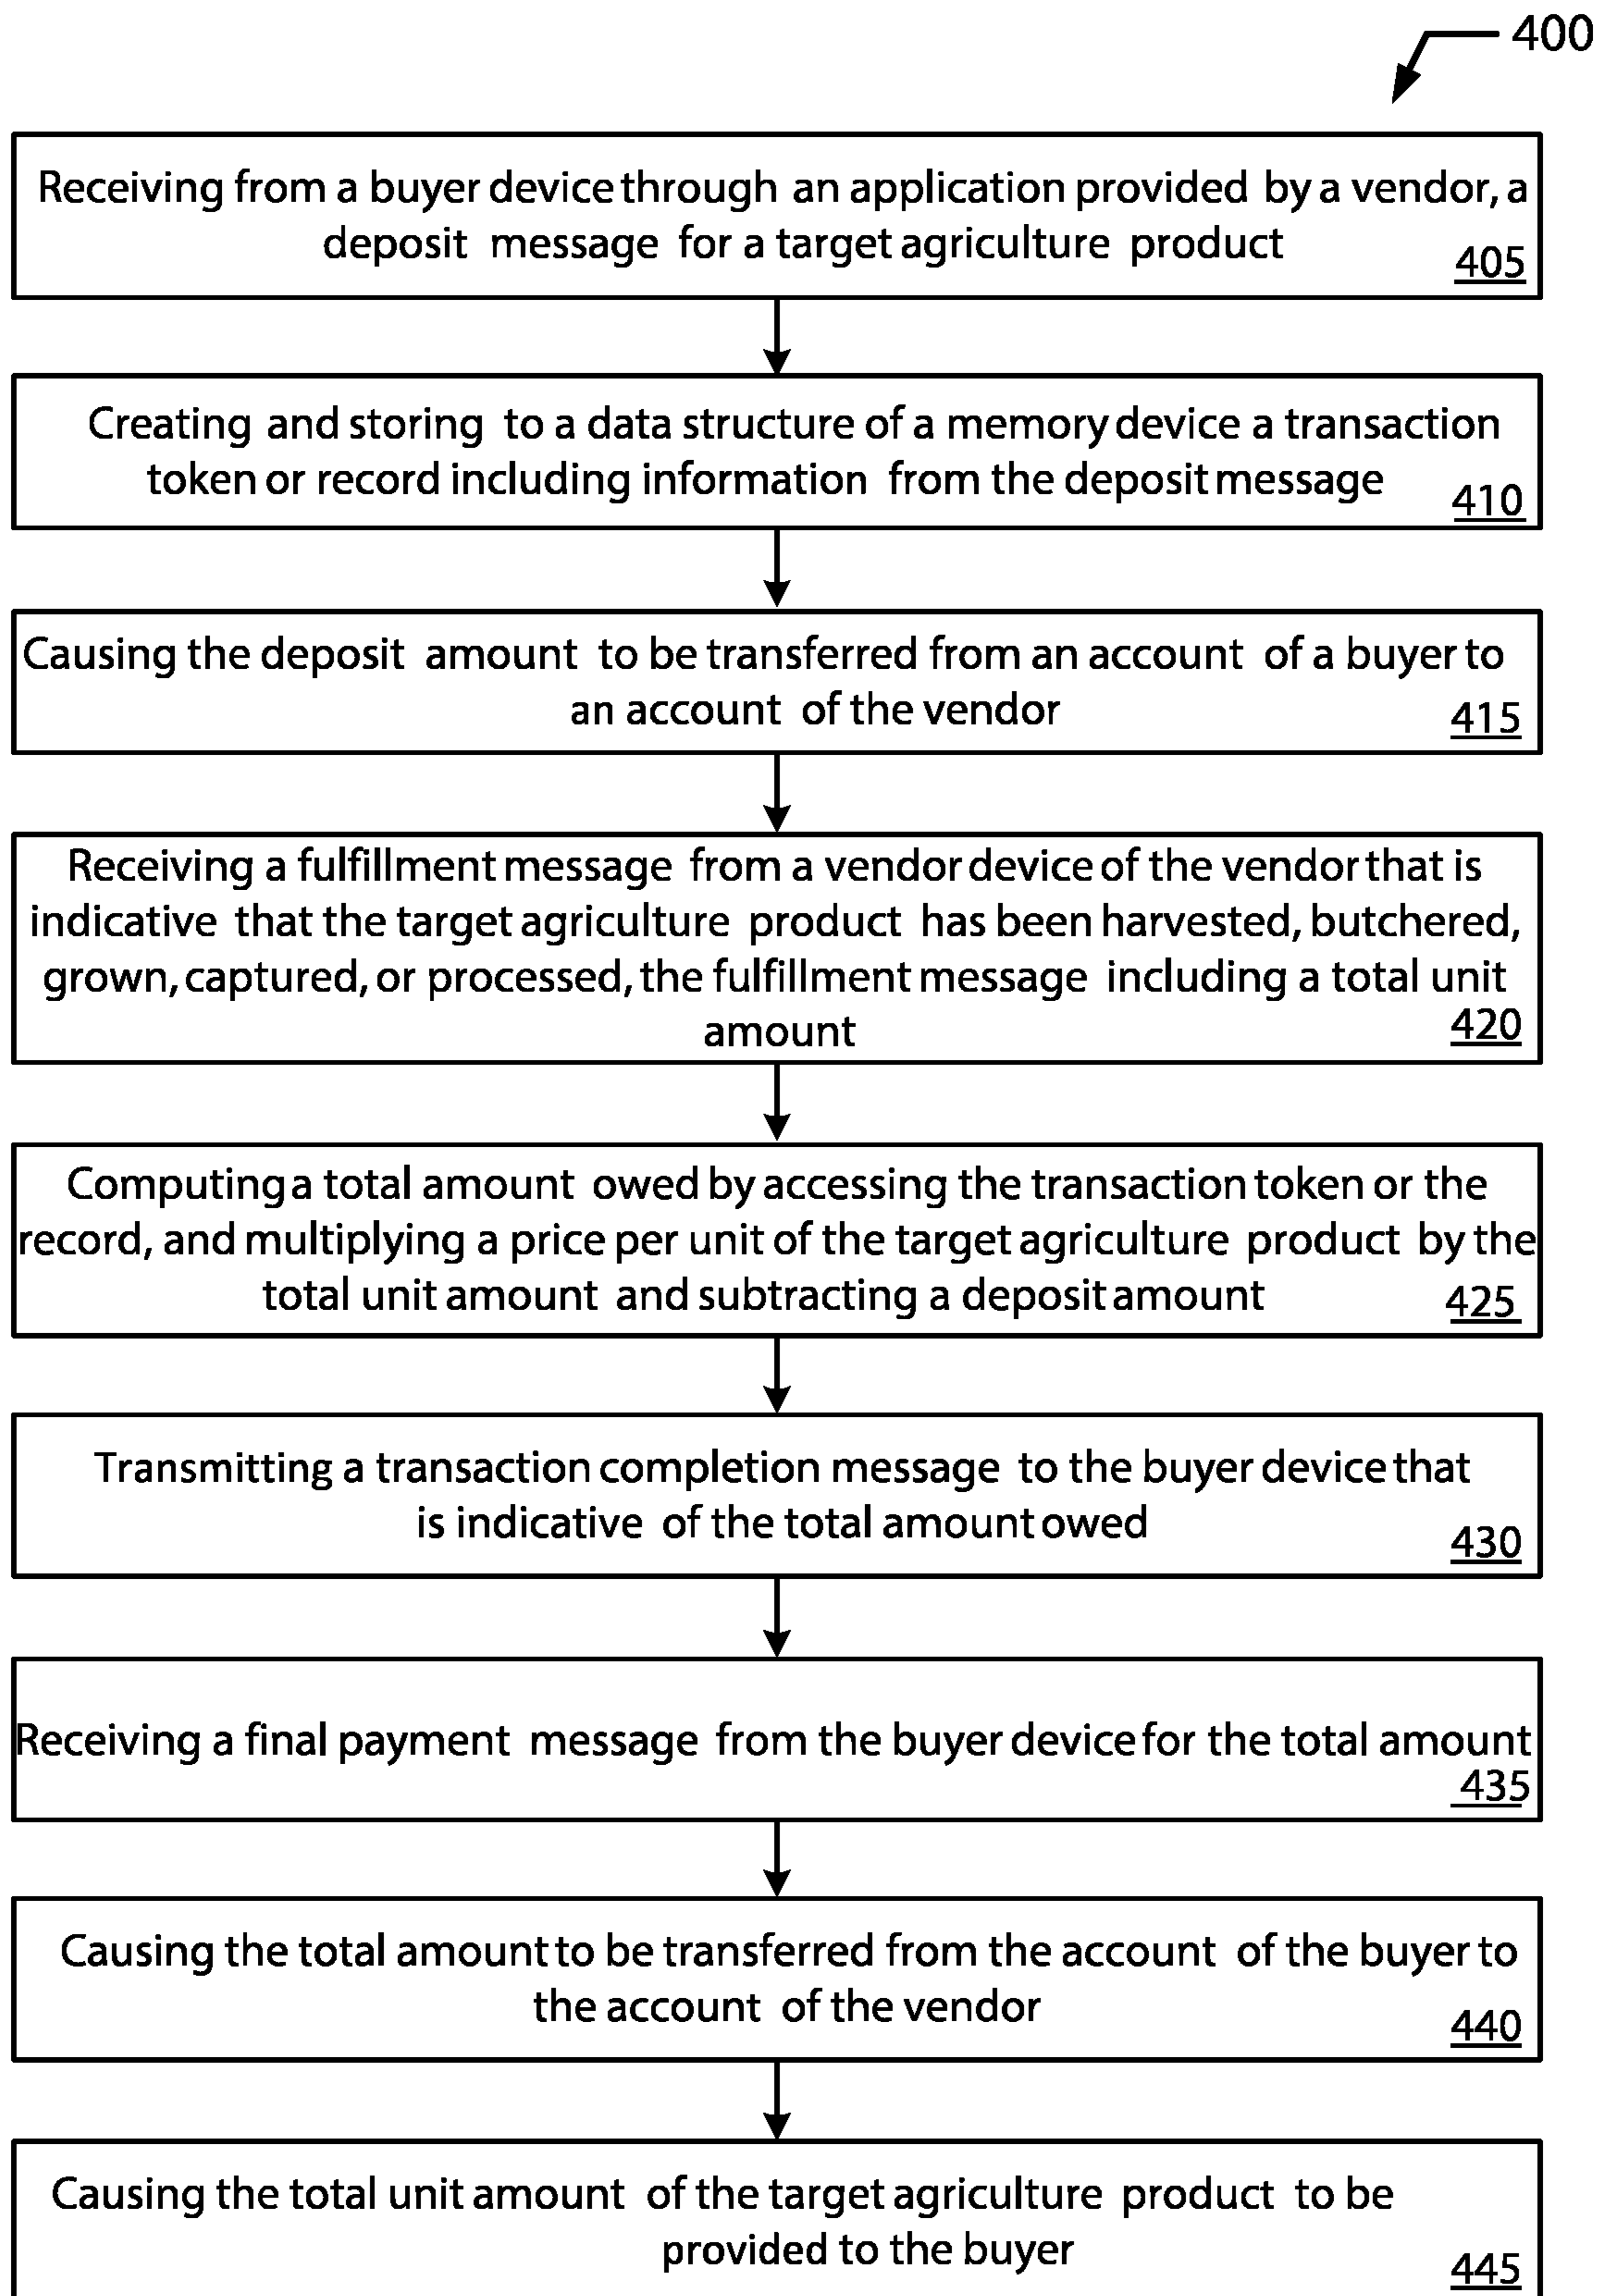 400
Receiving from a buyer device through an application provided by a vendor, a
deposit message for a target agriculture product
405
Creating and storing to a data structure of a memory device a transaction
token or record including information from the deposit message
410
Causing the deposit amount to be transferred from an account of a buyer to
an account of the vendor
415
Receiving a fulfillment message from a vendor device of the vendor that is
indicative that the target agriculture product has been harvested, butchered,
grown, captured, or processed, the fulfillment message including a total unit
amount
420
Computing a total amount owed by accessing the transaction token or the
record, and multiplying a price per unit of the target agriculture product by the
total unit amount and subtracting a deposit amount
425
Transmitting a transaction completion message to the buyer device that
is indicative of the total amount owed
430
Receiving a final payment message from the buyer device for the total amount
435
Causing the total amount to be transferred from the account of the buyer to
the account of the vendor
440
Causing the total unit amount of the target agriculture product to be
provided to the buyer
445